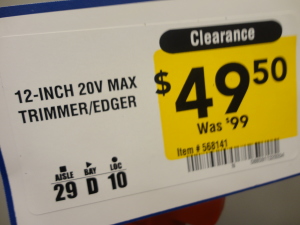 Clearance
12-INCH 20V MAX
TRIMMER/EDGER
$49.50
Was $99
Item # 568141
AISLE BAY LOC
29 D 10